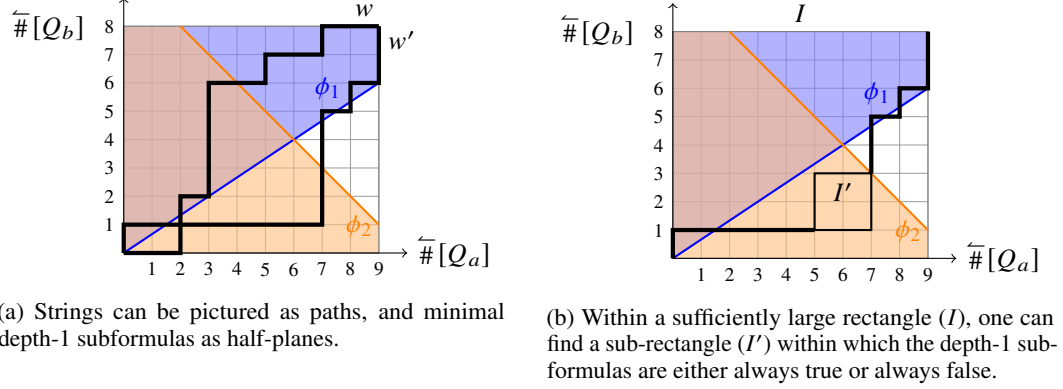 #⃖ [Q_b]
8
7
6
5
4
3
2
1
w
w′
ϕ₁
ϕ₂
1 2 3 4 5 6 7 8 9
#⃖ [Q_a]
(a) Strings can be pictured as paths, and minimal
depth-1 subformulas as half-planes.
#⃖ [Q_b]
8
7
6
5
4
3
2
1
I
ϕ₁
I′
ϕ₂
1 2 3 4 5 6 7 8 9
#⃖ [Q_a]
(b) Within a sufficiently large rectangle (I), one can
find a sub-rectangle (I′) within which the depth-1 sub-
formulas are either always true or always false.